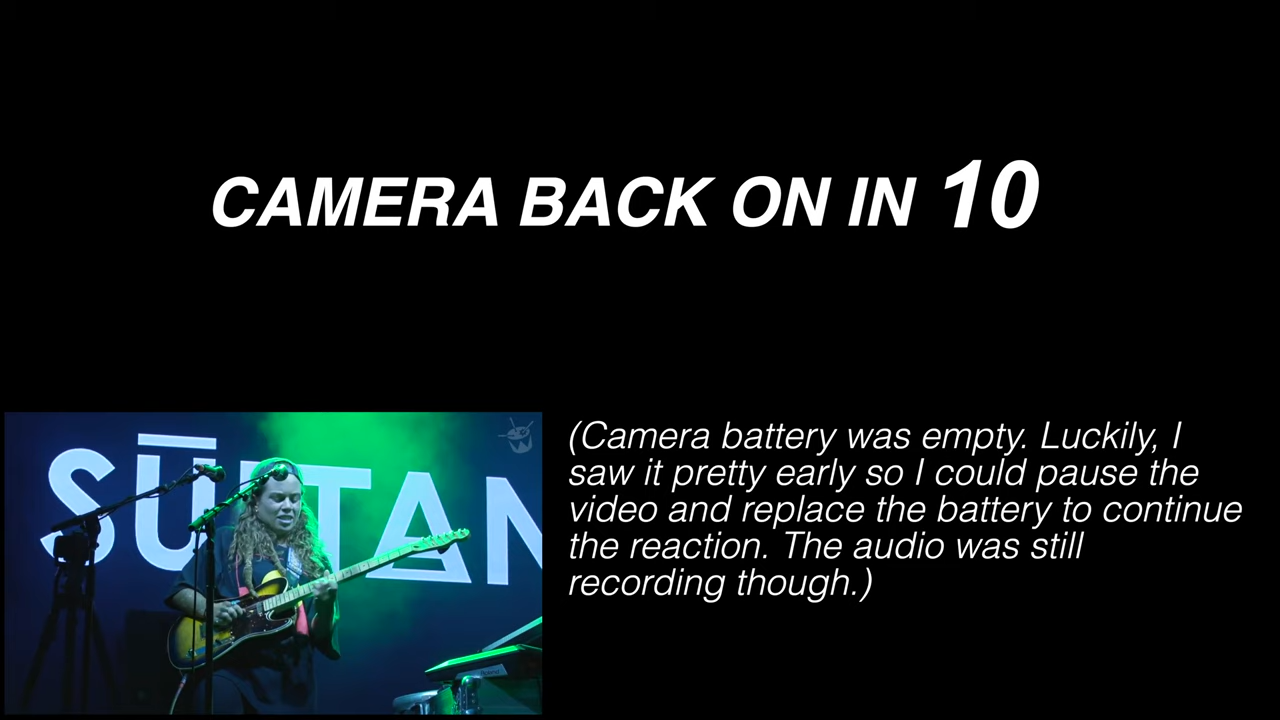 CAMERA BACK ON IN 10
(Camera battery was empty. Luckily, I
saw it pretty early so I could pause the
video and replace the battery to continue
the reaction. The audio was still
recording though.)
SŪLTAN
Roland